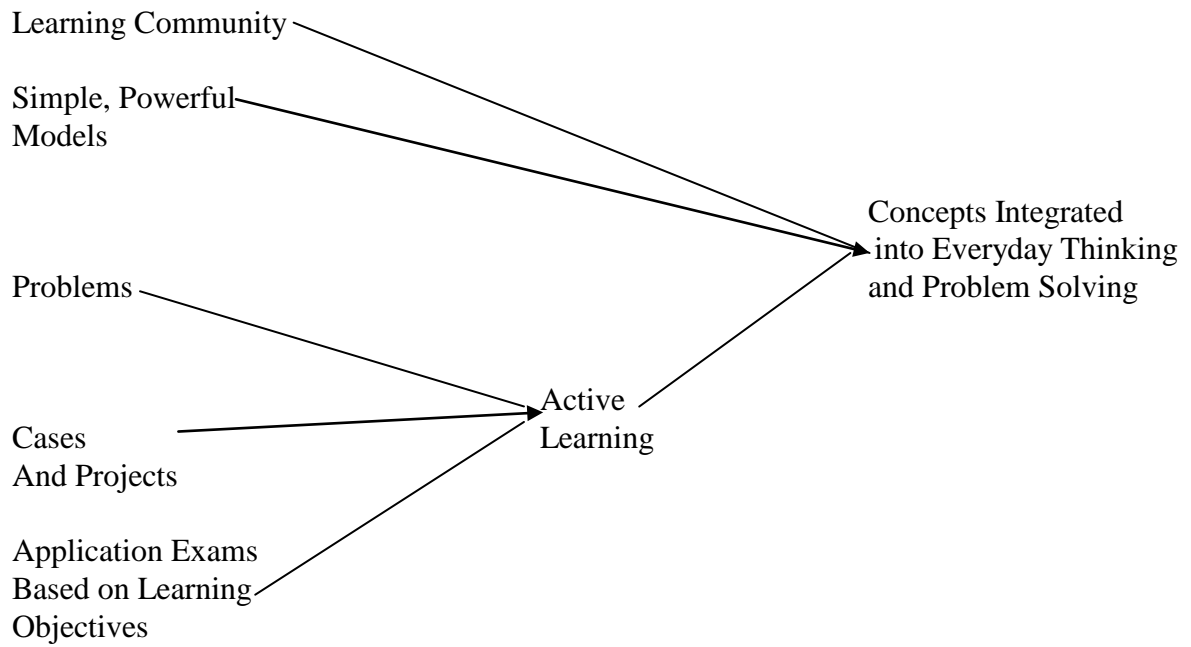 Learning Community
Simple, Powerful
Models
Concepts Integrated
into Everyday Thinking
and Problem Solving
Problems
Active
Learning
Cases
And Projects
Application Exams
Based on Learning
Objectives